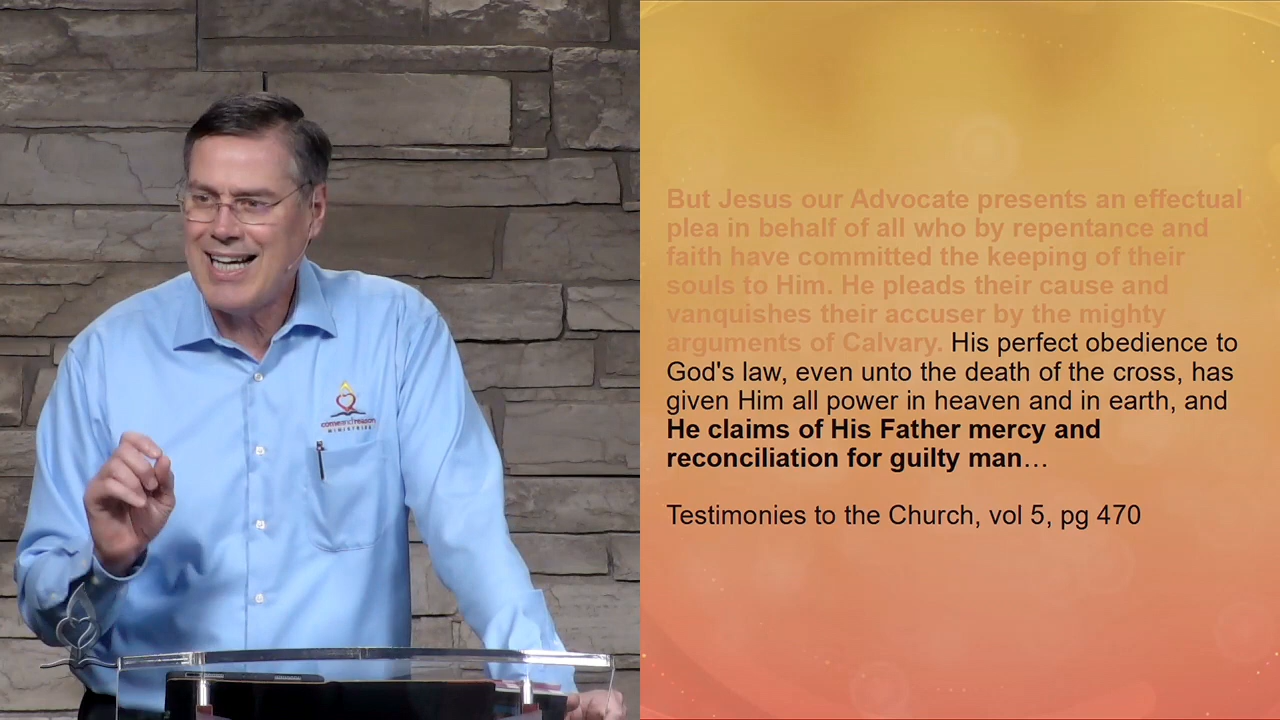 come and reason
MINISTRIES
But Jesus our Advocate presents an effectual
plea in behalf of all who by repentance and
faith have committed the keeping of their
souls to Him. He pleads their cause and
vanquishes their accuser by the mighty
arguments of Calvary. His perfect obedience to
God's law, even unto the death of the cross, has
given Him all power in heaven and in earth, and
He claims of His Father mercy and
reconciliation for guilty man…
Testimonies to the Church, vol 5, pg 470